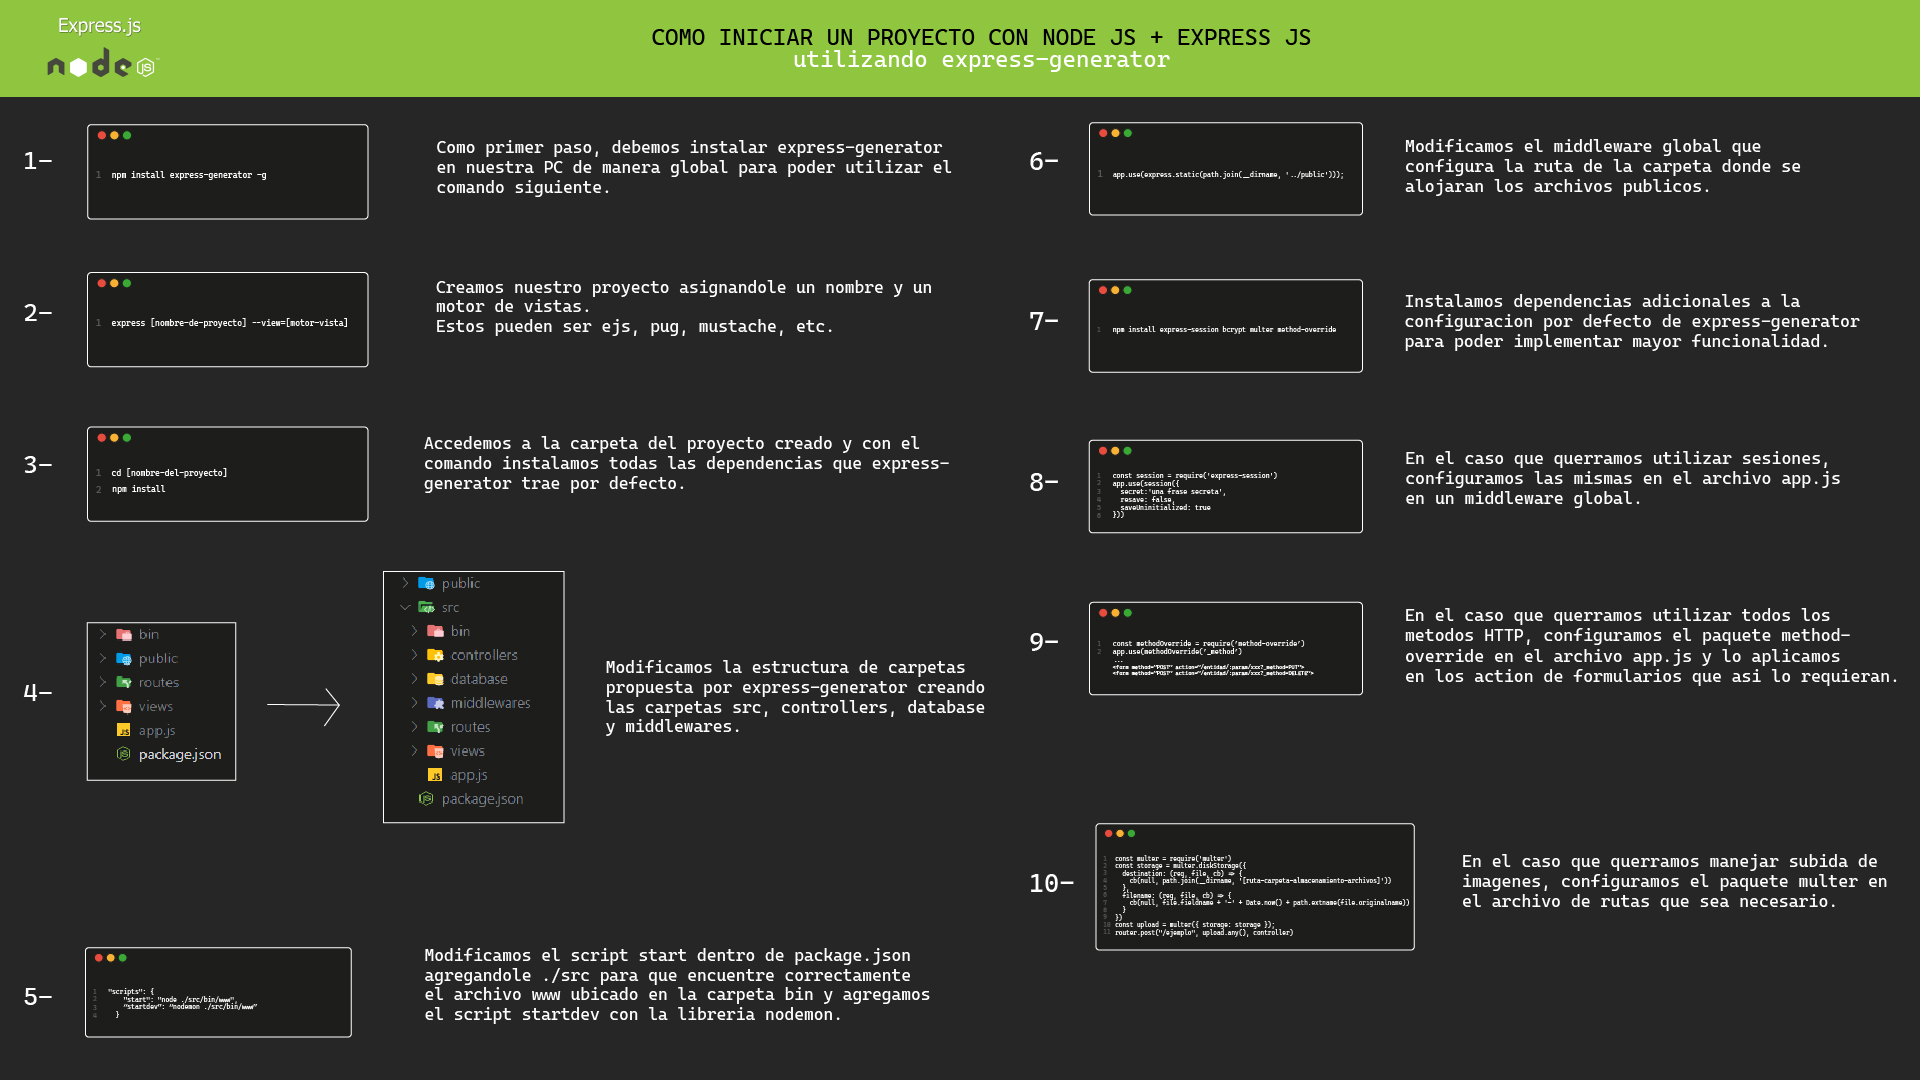 Express.js
node JS
COMO INICIAR UN PROYECTO CON NODE JS + EXPRESS JS
utilizando express-generator
1-
1 npm install express-generator -g
Como primer paso, debemos instalar express-generator
en nuestra PC de manera global para poder utilizar el
comando siguiente.
2-
1 express [nombre-de-proyecto] --view=[motor-vista]
Creamos nuestro proyecto asignandole un nombre y un
motor de vistas.
Estos pueden ser ejs, pug, mustache, etc.
3-
1 cd [nombre-del-proyecto]
2 npm install
Accedemos a la carpeta del proyecto creado y con el
comando instalamos todas las dependencias que express-
generator trae por defecto.
4-
bin
public
routes
views
JS app.js
package.json
public
src
bin
controllers
database
middlewares
routes
views
JS app.js
package.json
Modificamos la estructura de carpetas
propuesta por express-generator creando
las carpetas src, controllers, database
y middlewares.
5-
1 "scripts": {
2 "start": "node ./src/bin/www",
3 "startdev": "nodemon ./src/bin/www"
4 }
Modificamos el script start dentro de package.json
agregandole ./src para que encuentre correctamente
el archivo www ubicado en la carpeta bin y agregamos
el script startdev con la libreria nodemon.
6-
1 app.use(express.static(path.join(__dirname, '../public')));
Modificamos el middleware global que
configura la ruta de la carpeta donde se
alojaran los archivos publicos.
7-
1 npm install express-session bcrypt multer method-override
Instalamos dependencias adicionales a la
configuracion por defecto de express-generator
para poder implementar mayor funcionalidad.
8-
1 const session = require('express-session')
2 app.use(session({
3 secret:'una frase secreta',
4 resave: false,
5 saveUninitialized: true
6 }))
En el caso que querramos utilizar sesiones,
configuramos las mismas en el archivo app.js
en un middleware global.
9-
1 const methodOverride = require('method-override')
2 app.use(methodOverride('_method')
...
<form method="POST" action="/entidad/:param/xxx?_method=PUT">
<form method="POST" action="/entidad/:param/xxx?_method=DELETE">
En el caso que querramos utilizar todos los
metodos HTTP, configuramos el paquete method-
override en el archivo app.js y lo aplicamos
en los action de formularios que asi lo requieran.
10-
1 const multer = require('multer')
2 const storage = multer.diskStorage({
3 destination: (req, file, cb) => {
4 cb(null, path.join(__dirname, '[ruta-carpeta-almacenamiento-archivos]'))
5 },
6 filename: (req, file, cb) => {
7 cb(null, file.fieldname + '-' + Date.now() + path.extname(file.originalname))
8 }
9 })
10 const upload = multer({ storage: storage });
11 router.post("/ejemplo", upload.any(), controller)
En el caso que querramos manejar subida de
imagenes, configuramos el paquete multer en
el archivo de rutas que sea necesario.